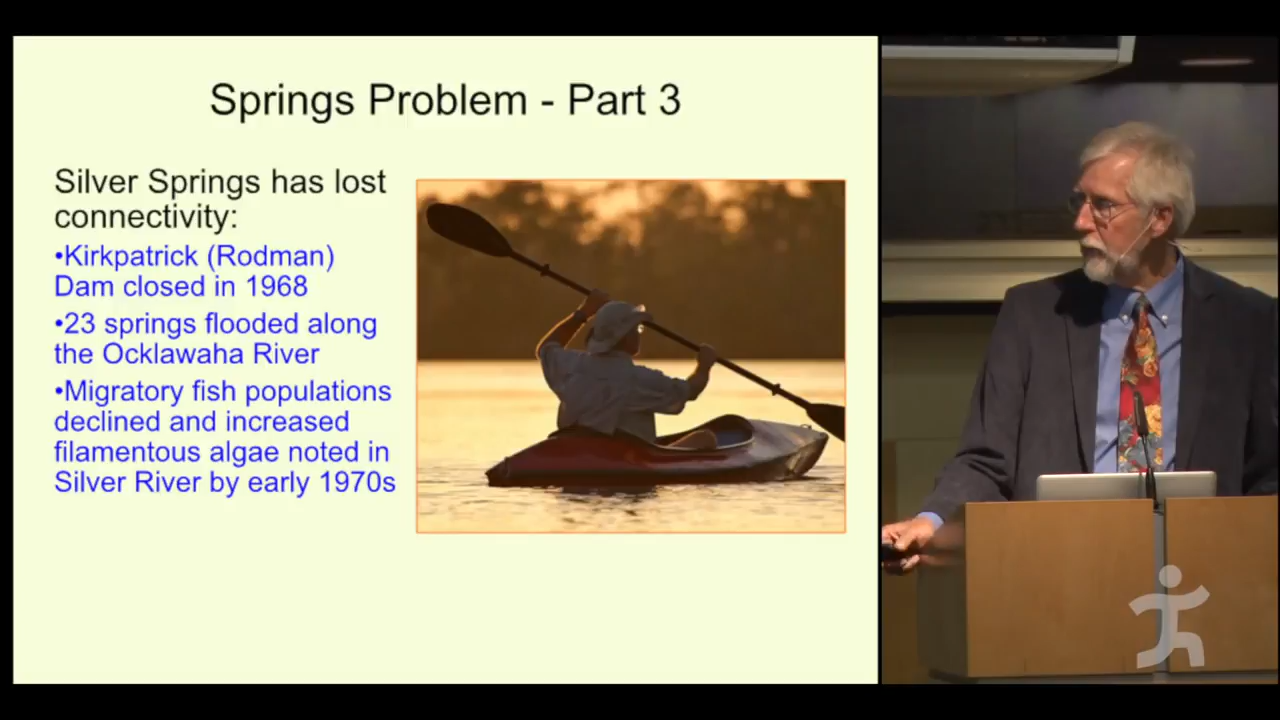 Springs Problem - Part 3
Silver Springs has lost
connectivity:
•Kirkpatrick (Rodman)
Dam closed in 1968
•23 springs flooded along
the Ocklawaha River
•Migratory fish populations
declined and increased
filamentous algae noted in
Silver River by early 1970s